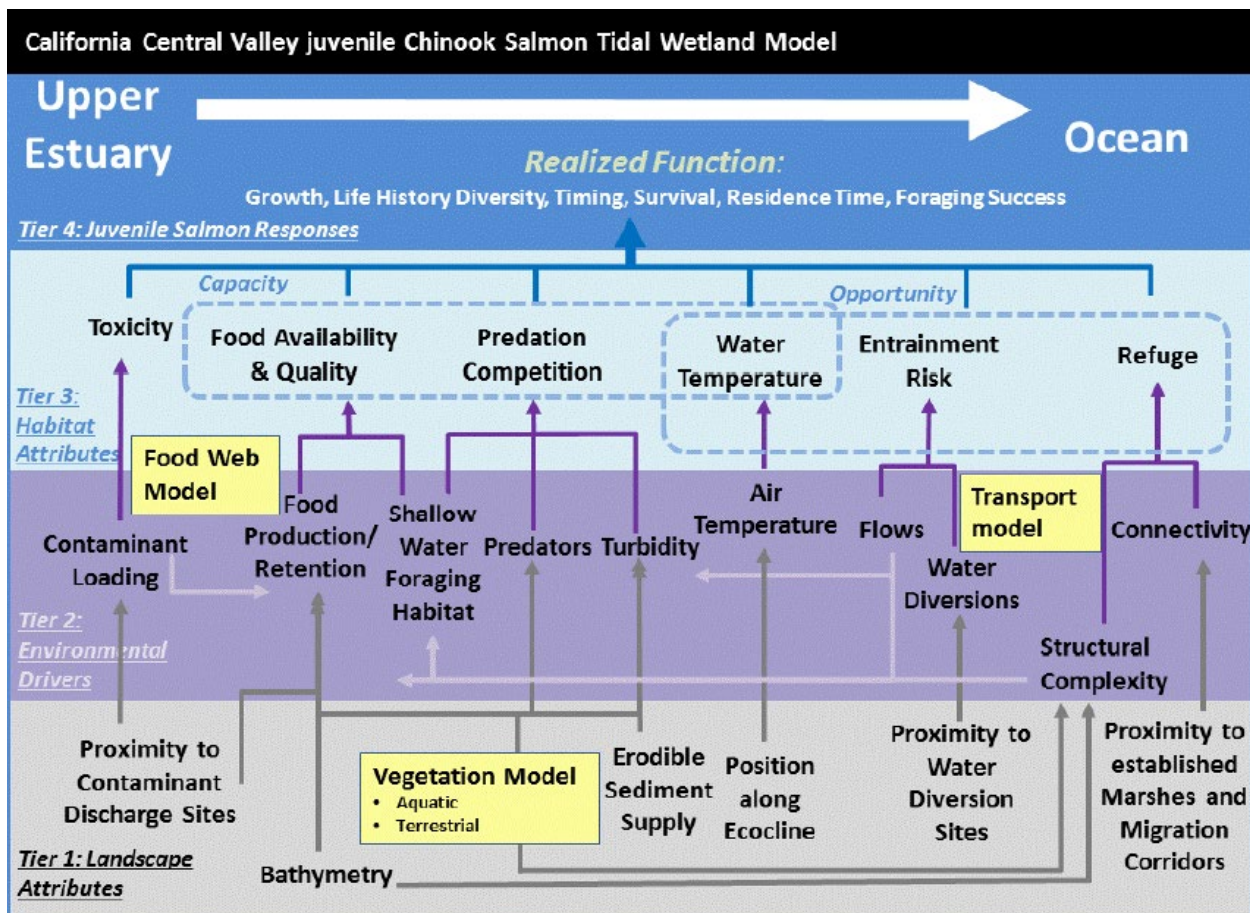 California Central Valley juvenile Chinook Salmon Tidal Wetland Model
Upper
Estuary
Ocean
Realized Function:
Growth, Life History Diversity, Timing, Survival, Residence Time, Foraging Success
Tier 4: Juvenile Salmon Responses
Capacity
Opportunity
Toxicity
Food Availability
& Quality
Predation
Competition
Water
Temperature
Entrainment
Risk
Refuge
Tier 3:
Habitat
Attributes
Food Web
Model
Contaminant
Loading
Food
Production/
Retention
Shallow
Water
Foraging
Habitat
Predators
Turbidity
Air
Temperature
Flows
Water
Diversions
Transport
model
Connectivity
Structural
Complexity
Tier 2:
Environmental
Drivers
Proximity to
Contaminant
Discharge Sites
Vegetation Model
• Aquatic
• Terrestrial
Erodible
Sediment
Supply
Position
along
Ecocline
Proximity to
Water
Diversion
Sites
Proximity to
established
Marshes and
Migration
Corridors
Bathymetry
Tier 1: Landscape
Attributes